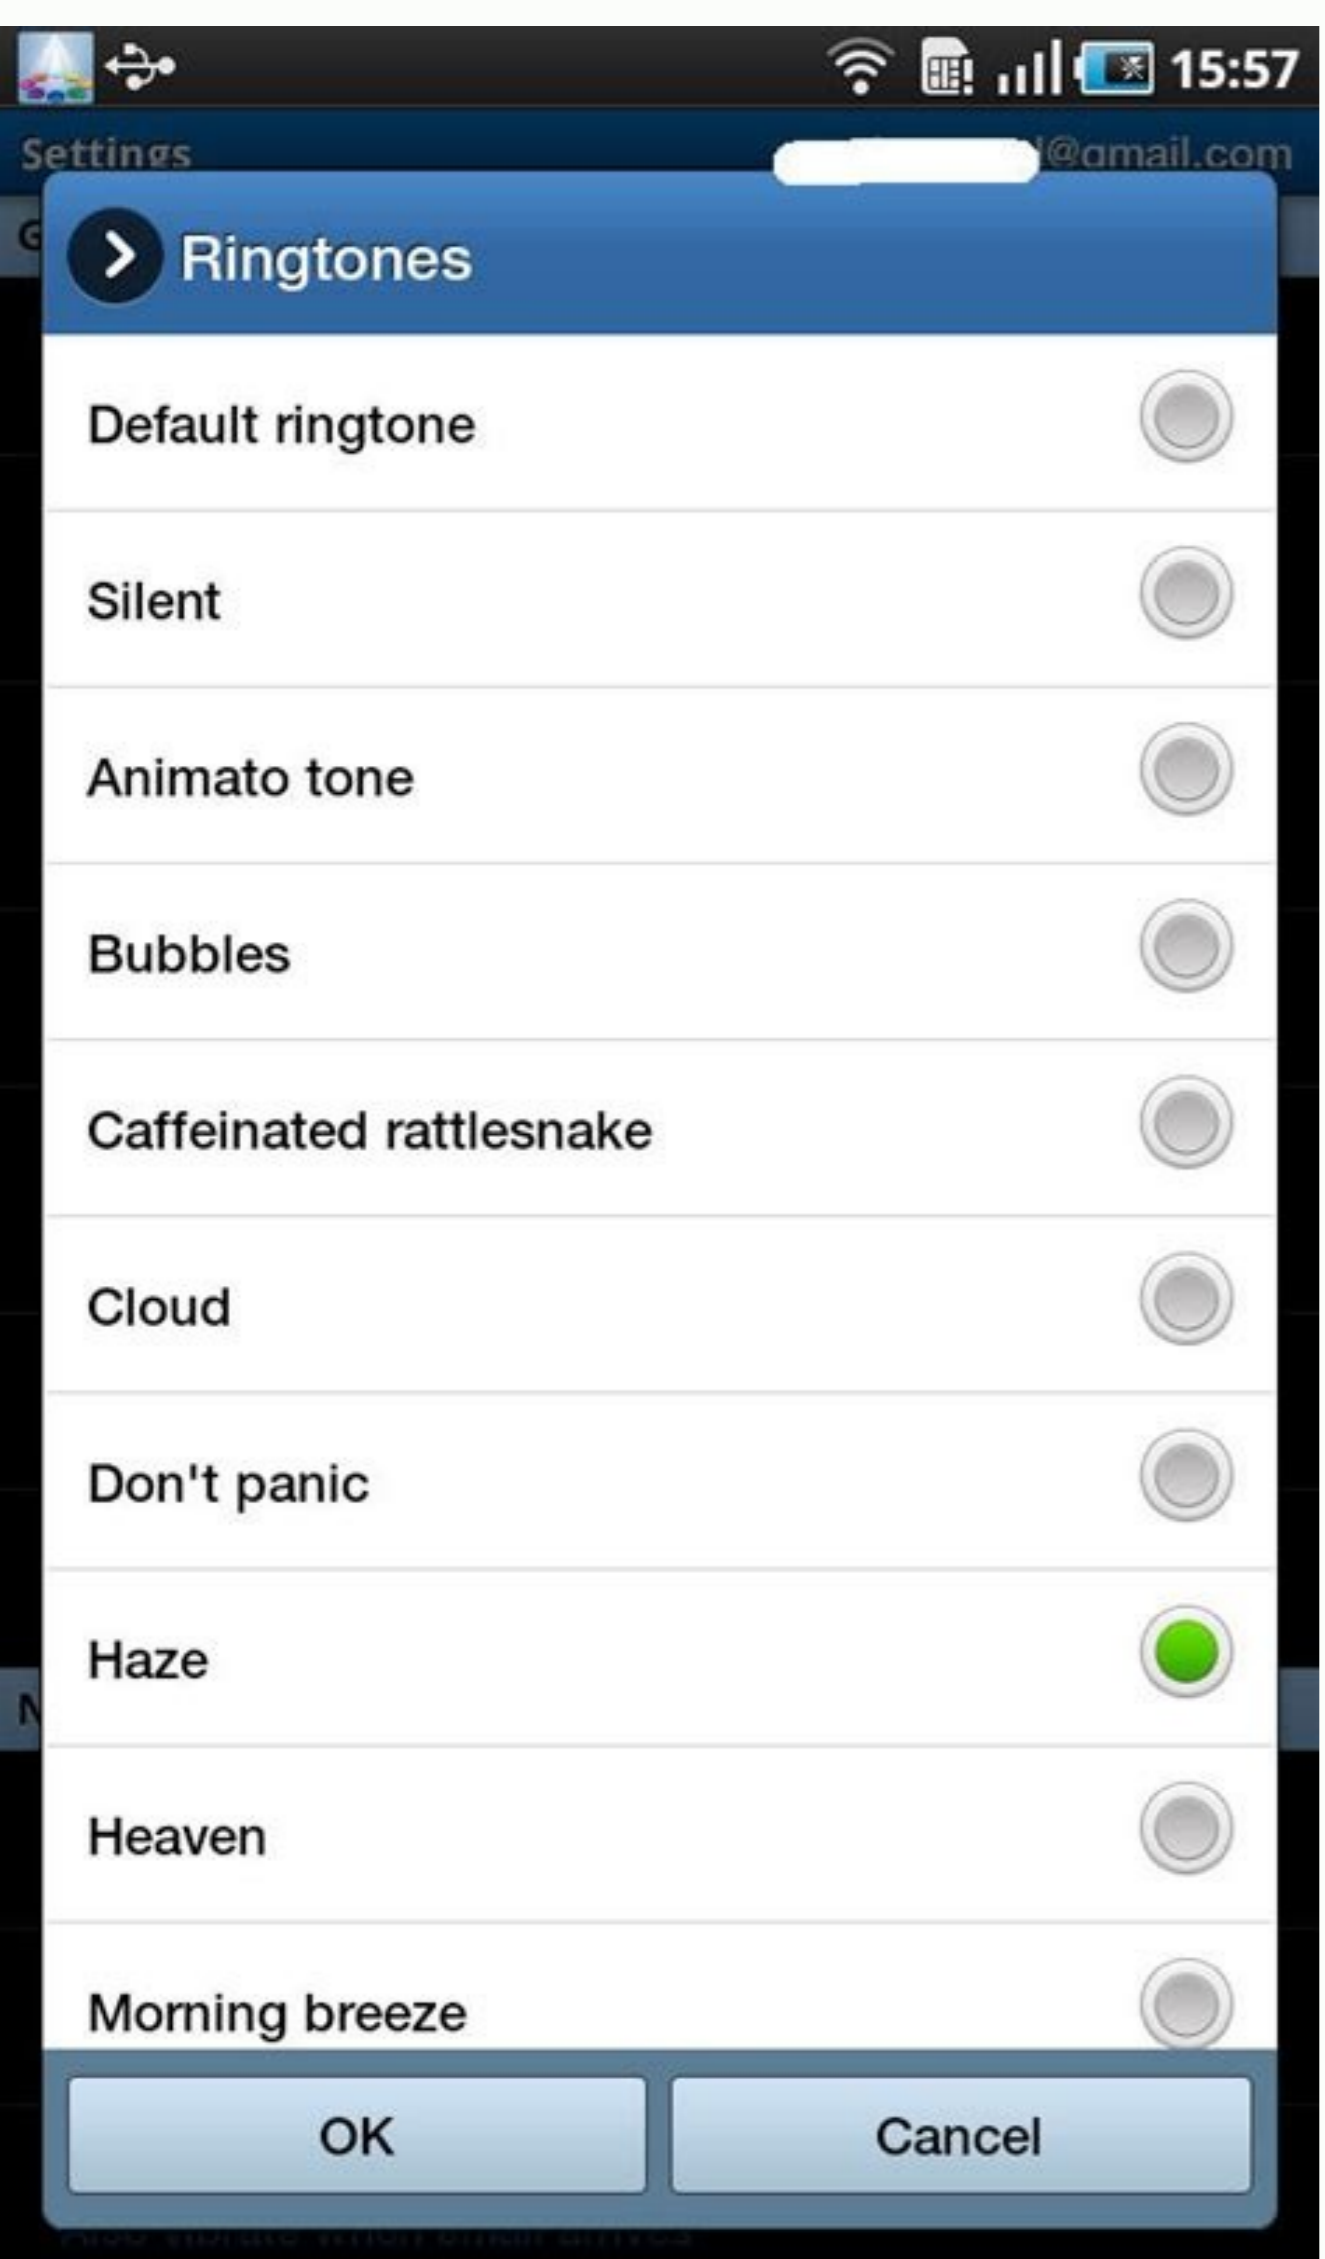 15:57
Settings @gmail.com
Ringtones
Default ringtone
Silent
Animato tone
Bubbles
Caffeinated rattlesnake
Cloud
Don't panic
Haze
Heaven
Morning breeze
OK Cancel